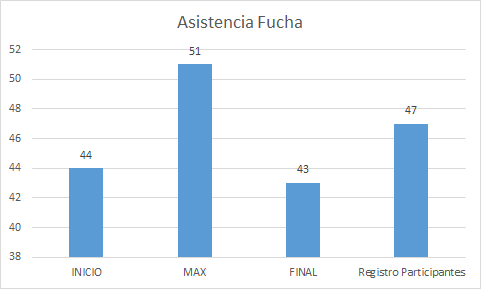 Asistencia Fucha
52
50
48
46
44
42
40
38
44
51
43
47
INICIO
MAX
FINAL
Registro Participantes